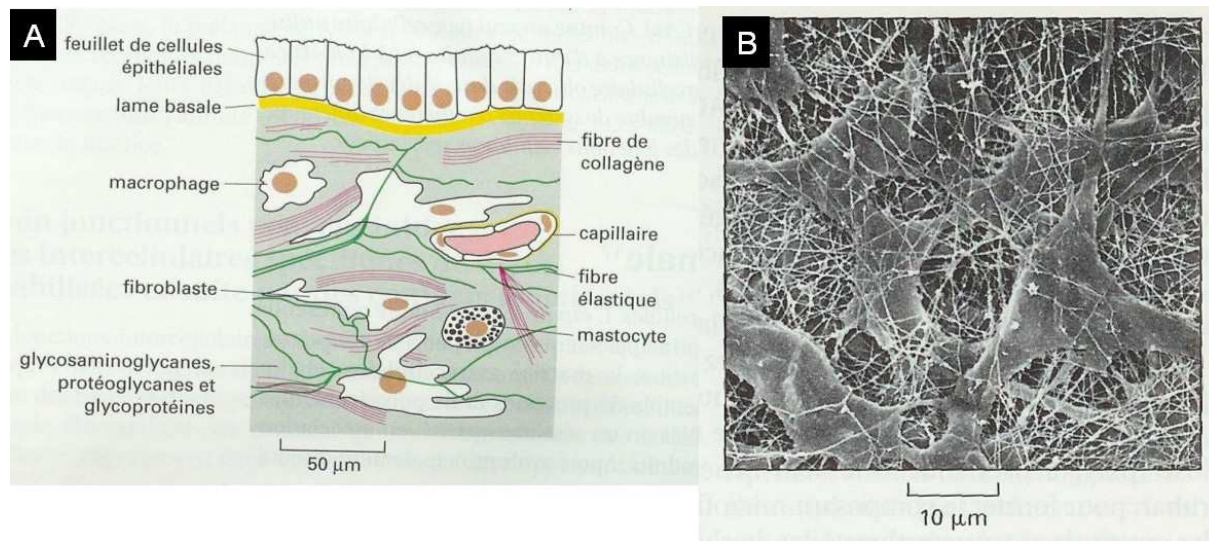 A
feuillet de cellules
épithéliales
lame basale
macrophage
fibroblaste
glycosaminoglycanes,
protéoglycanes et
glycoprotéines
fibre de
collagène
capillaire
fibre
élastique
mastocyte
50 µm
B
10 µm